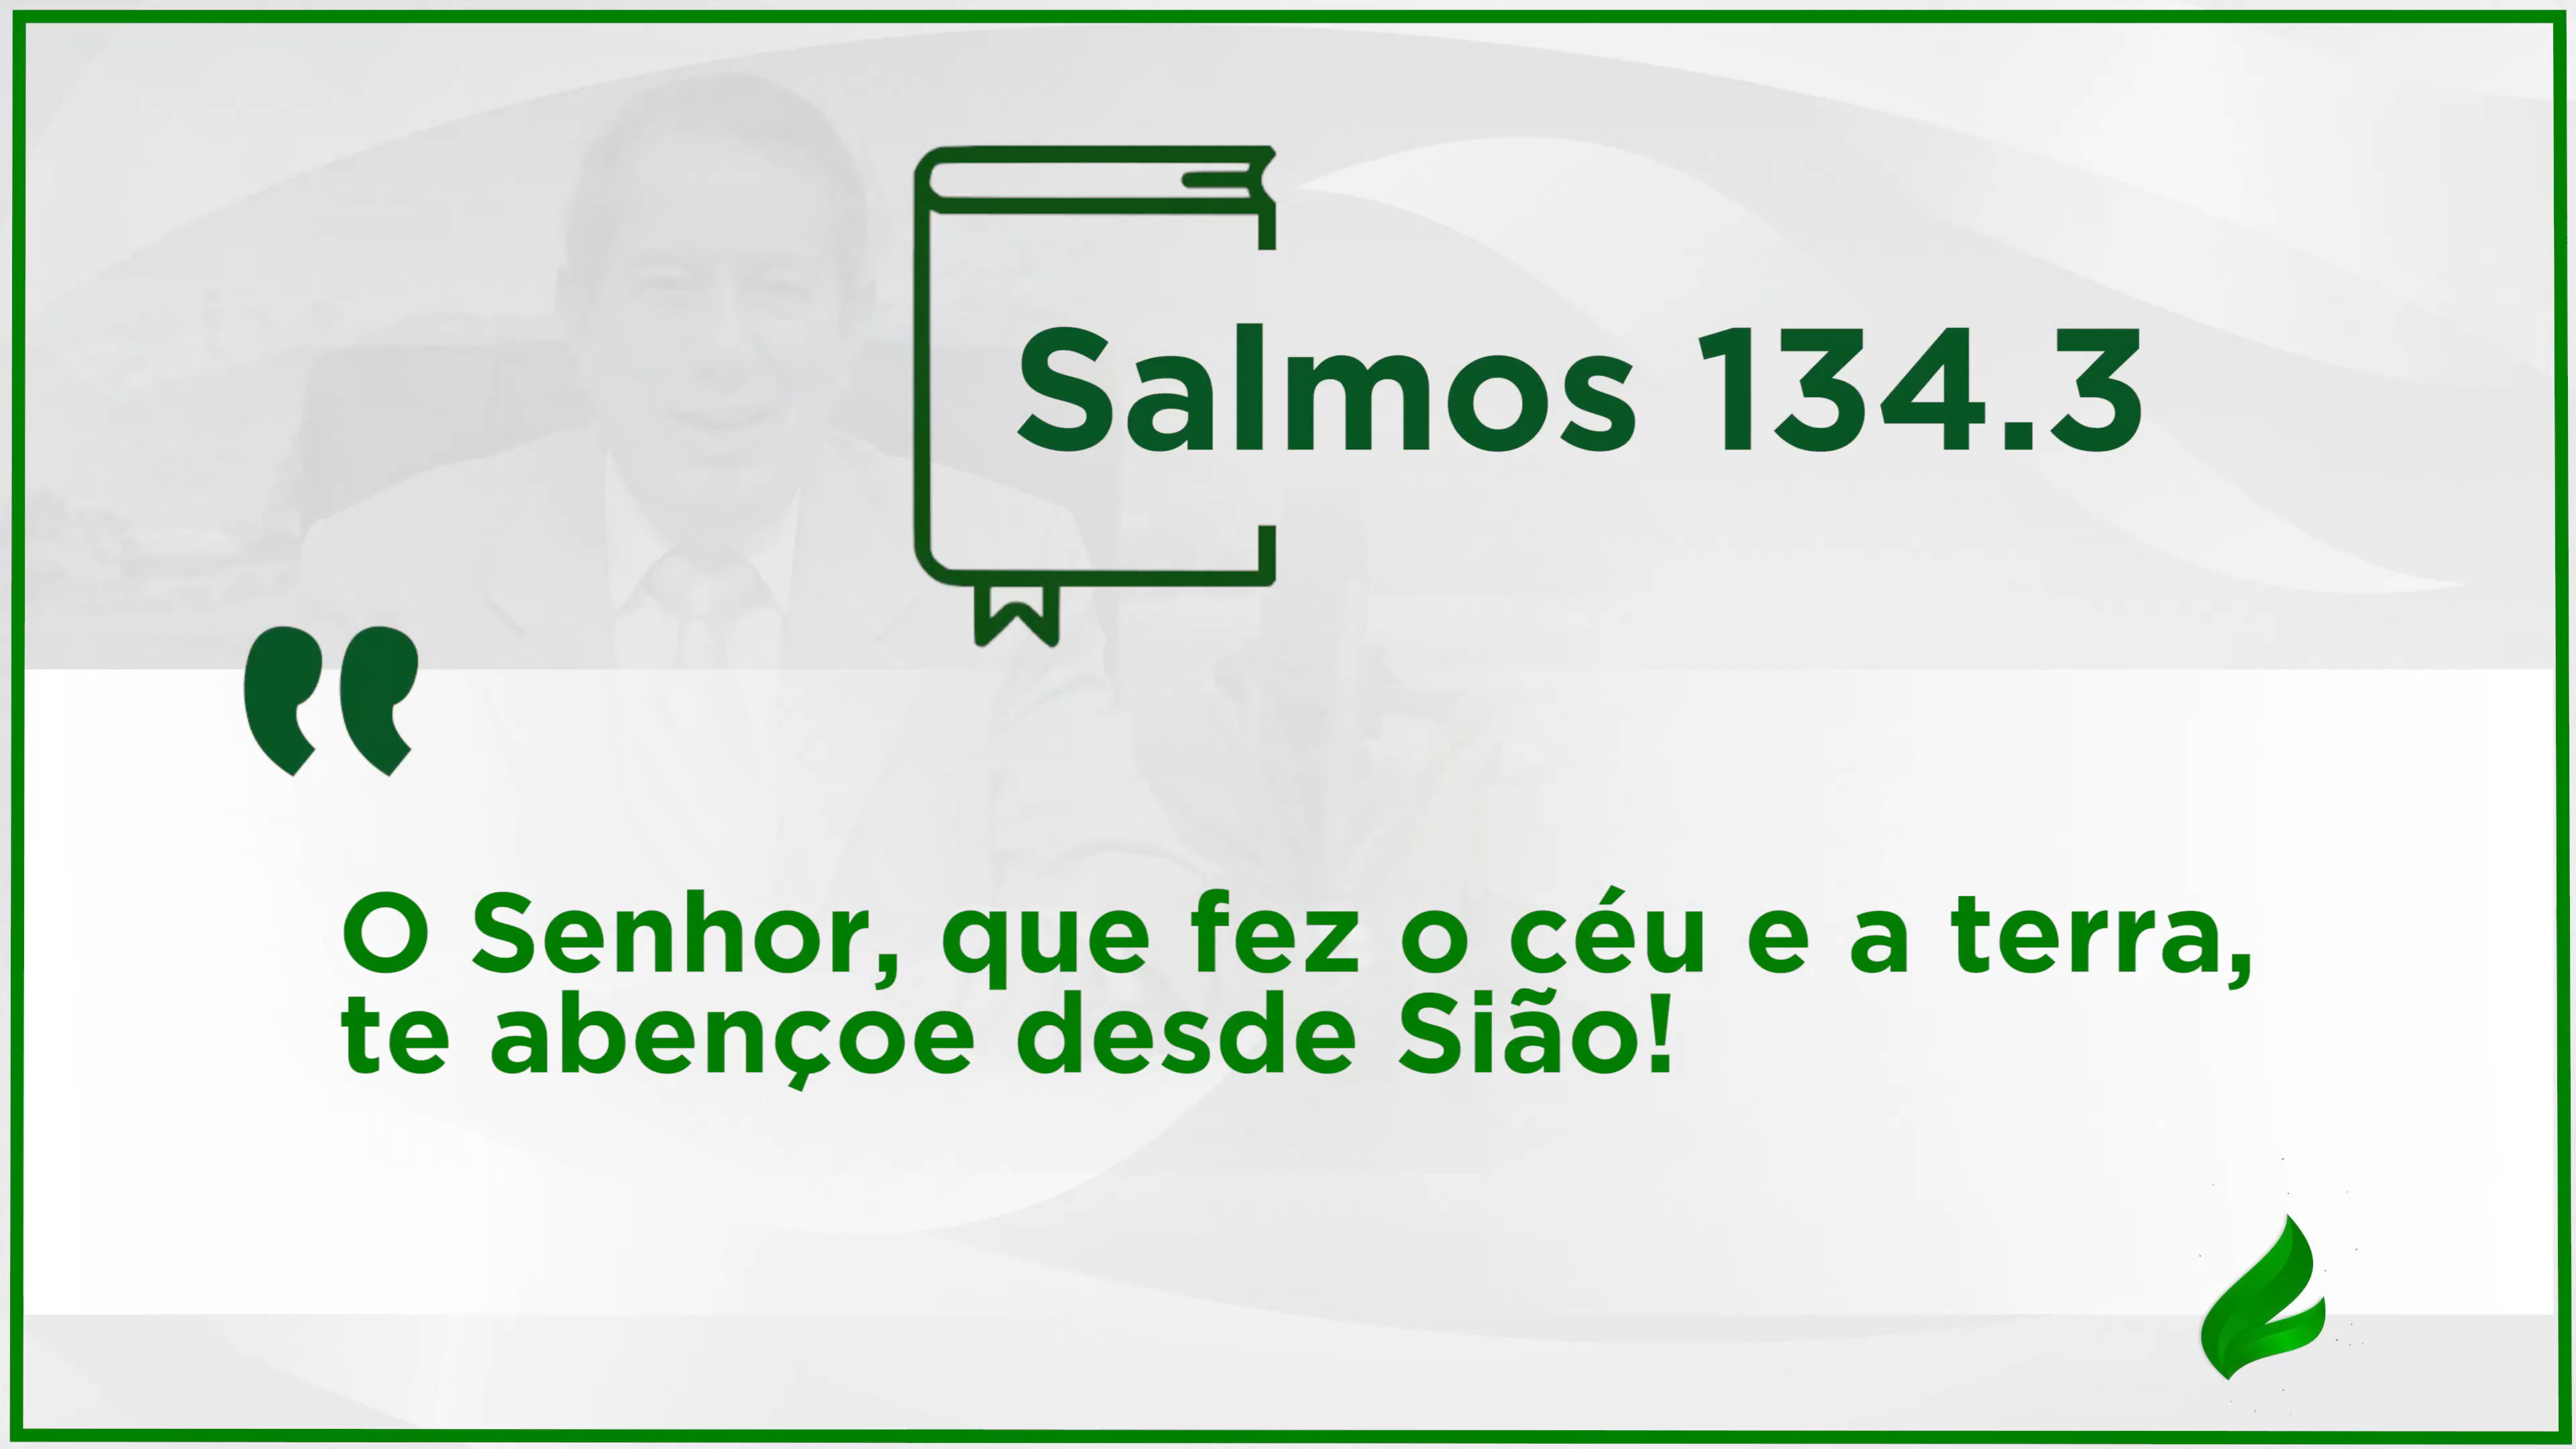 Salmos 134.3
“
O Senhor, que fez o céu e a terra,
te abençoe desde Sião!